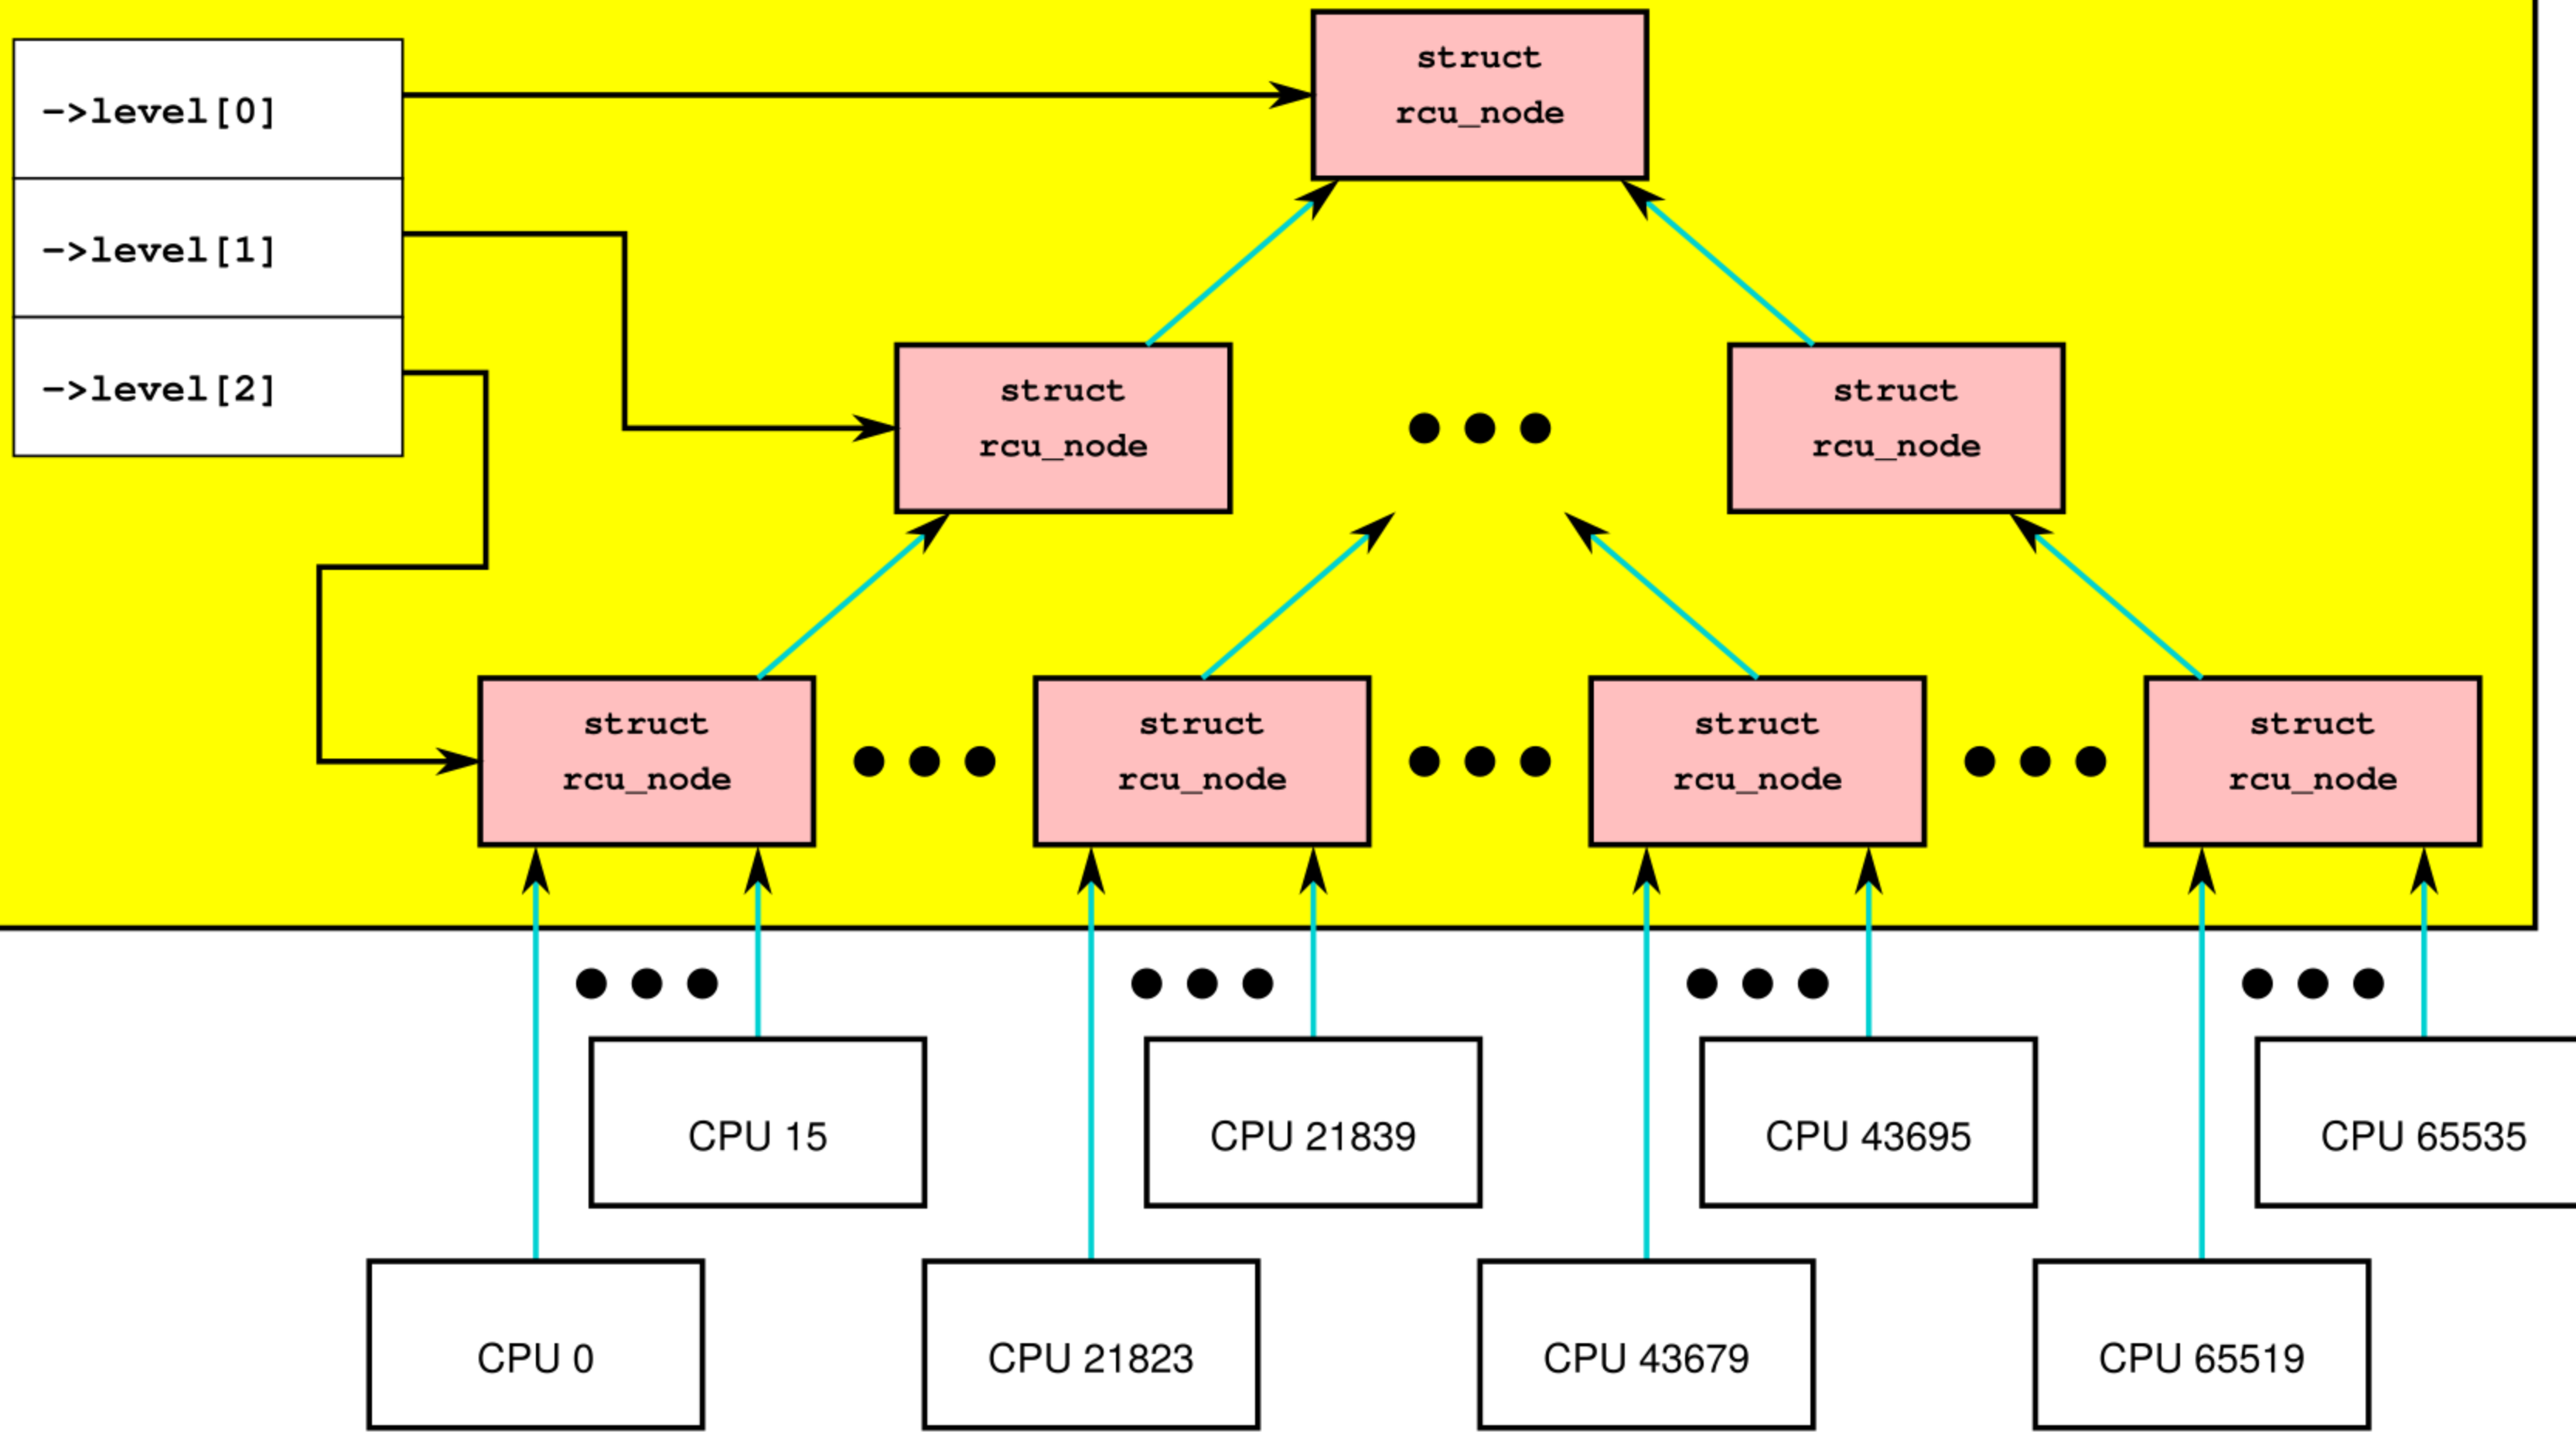 struct
rcu_node
->level[0]
->level[1]
->level[2]
struct
rcu_node
struct
rcu_node
struct
rcu_node
struct
rcu_node
struct
rcu_node
struct
rcu_node
CPU 15
CPU 21839
CPU 43695
CPU 65535
CPU 0
CPU 21823
CPU 43679
CPU 65519